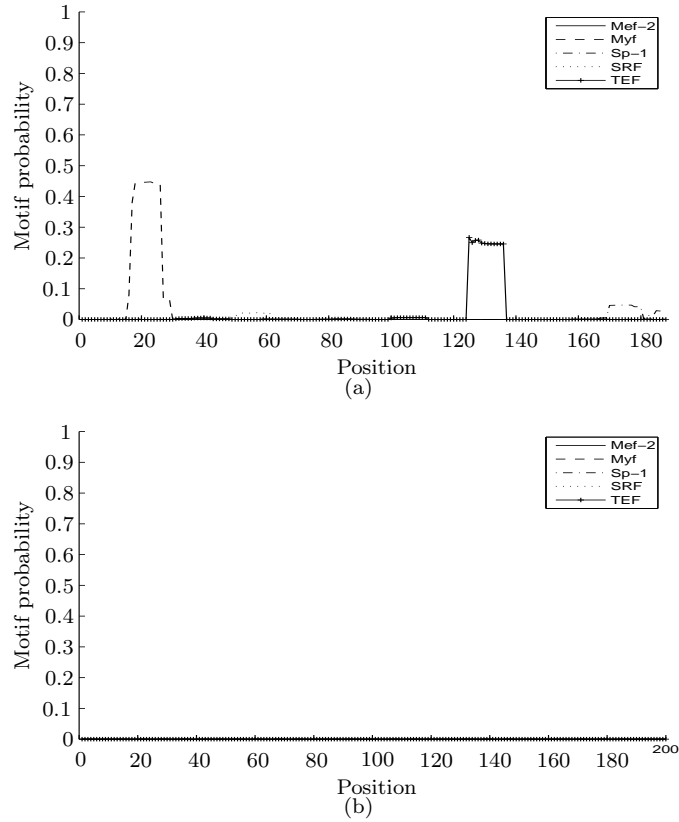 1
0.9
0.8
0.7
0.6
0.5
0.4
0.3
0.2
0.1
0
Motif probability
Mef-2
Myf
Sp-1
SRF
TEF
0 20 40 60 80 100 120 140 160 180
Position
(a)
1
0.9
0.8
0.7
0.6
0.5
0.4
0.3
0.2
0.1
0
Motif probability
Mef-2
Myf
Sp-1
SRF
TEF
0 20 40 60 80 100 120 140 160 180 200
Position
(b)